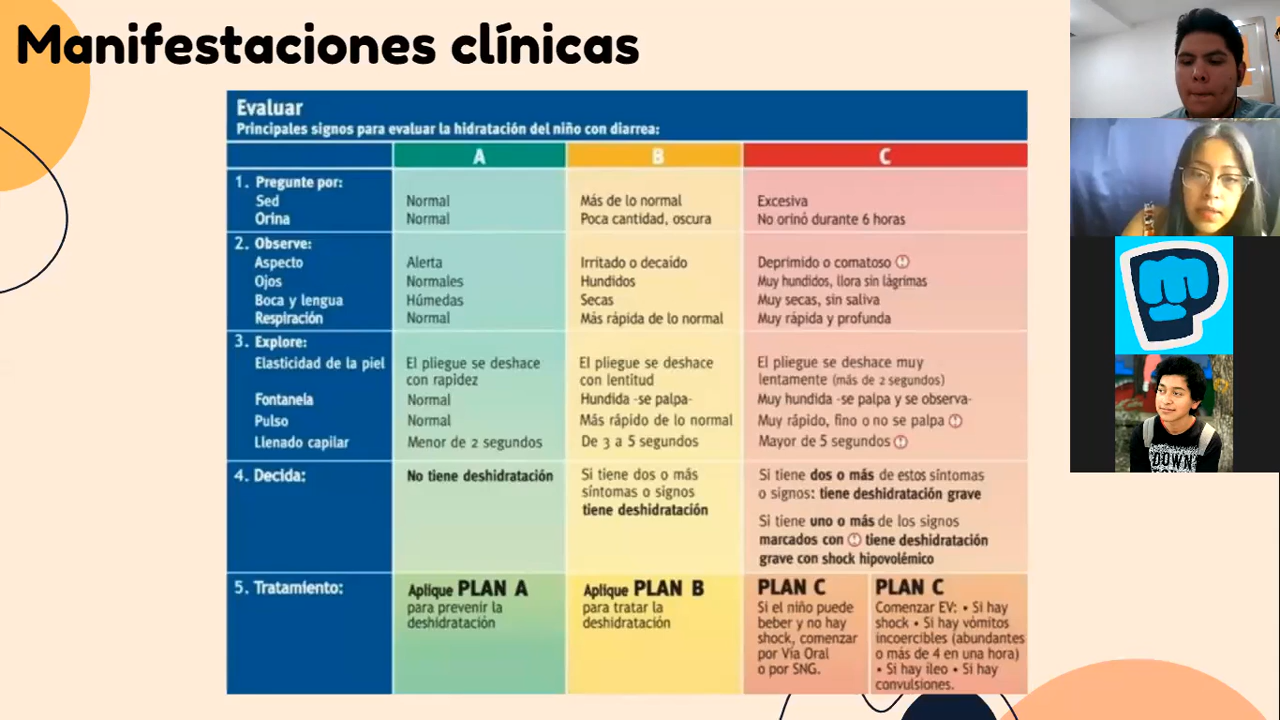 Manifestaciones clínicas
Evaluar
Principales signos para evaluar la hidratación del niño con diarrea:
A B C
1. Pregunte por:
Sed Normal Más de lo normal Excesiva
Orina Normal Poca cantidad, oscura No orinó durante 6 horas
2. Observe:
Aspecto Alerta Irritado o decaído Deprimido o comatoso (!)
Ojos Normales Hundidos Muy hundidos, llora sin lágrimas
Boca y lengua Húmedas Secas Muy secas, sin saliva
Respiración Normal Más rápida de lo normal Muy rápida y profunda
3. Explore:
Elasticidad de la piel El pliegue se deshace El pliegue se deshace El pliegue se deshace muy
con rapidez con lentitud lentamente (más de 2 segundos)
Fontanela Normal Hundida -se palpa- Muy hundida -se palpa y se observa-
Pulso Normal Más rápido de lo normal Muy rápido, fino o no se palpa (!)
Llenado capilar Menor de 2 segundos De 3 a 5 segundos Mayor de 5 segundos (!)
4. Decida:
No tiene deshidratación
Si tiene dos o más
síntomas o signos
tiene deshidratación
Si tiene dos o más de estos síntomas
o signos: tiene deshidratación grave
Si tiene uno o más de los signos
marcados con (!) tiene deshidratación
grave con shock hipovolémico
5. Tratamiento:
Aplique PLAN A
para prevenir la
deshidratación
Aplique PLAN B
para tratar la
deshidratación
PLAN C
Si el niño puede
beber y no hay
shock, comenzar
por Vía Oral
o por SNG.
PLAN C
Comenzar EV: • Si hay
shock • Si hay vómitos
incoercibles (abundantes
o más de 4 en una hora)
• Si hay íleo • Si hay
convulsiones.
DOWN